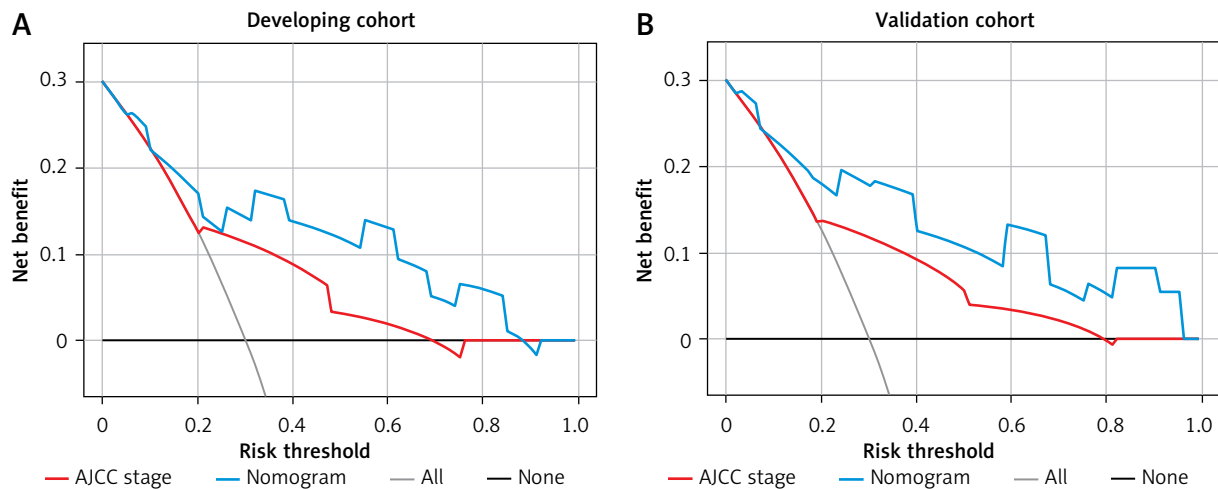 A
Developing cohort
Net benefit
0.3
0.2
0.1
0
0 0.2 0.4 0.6 0.8 1.0
Risk threshold
AJCC stage Nomogram All None
B
Validation cohort
Net benefit
0.3
0.2
0.1
0
0 0.2 0.4 0.6 0.8 1.0
Risk threshold
AJCC stage Nomogram All None